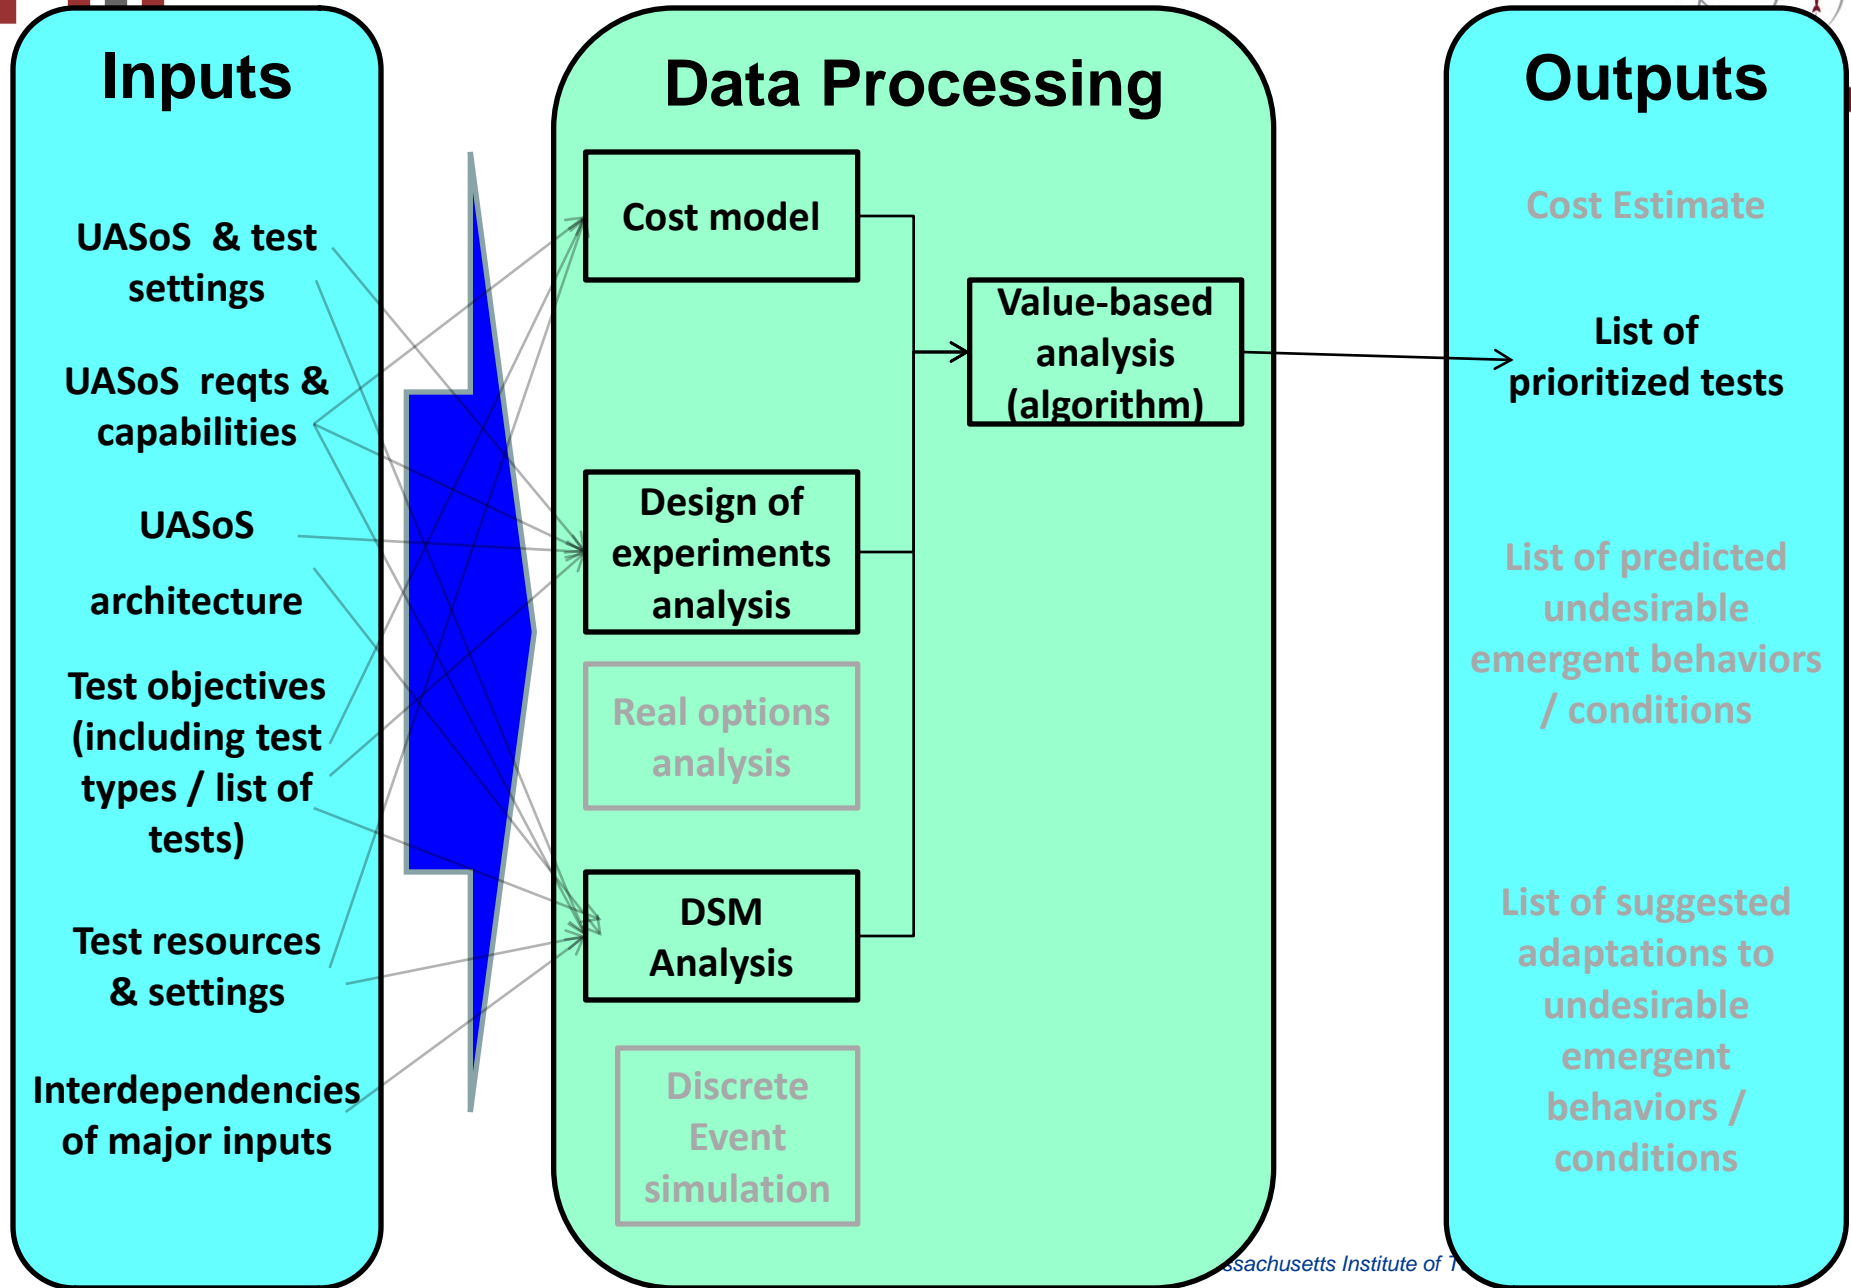 Inputs
UASoS & test
settings
UASoS reqts &
capabilities
UASoS
architecture
Test objectives
(including test
types / list of
tests)
Test resources
& settings
Interdependencies
of major inputs
Data Processing
Cost model
Value-based
analysis
(algorithm)
Design of
experiments
analysis
Real options
analysis
DSM
Analysis
Discrete
Event
simulation
Outputs
Cost Estimate
List of
prioritized tests
List of predicted
undesirable
emergent behaviors
/ conditions
List of suggested
adaptations to
undesirable
emergent
behaviors /
conditions
Institute of